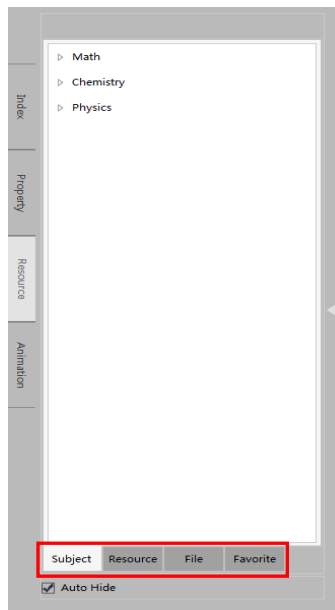 Math
Chemistry
Physics
Index
Property
Resource
Animation
Subject Resource File Favorite
Auto Hide